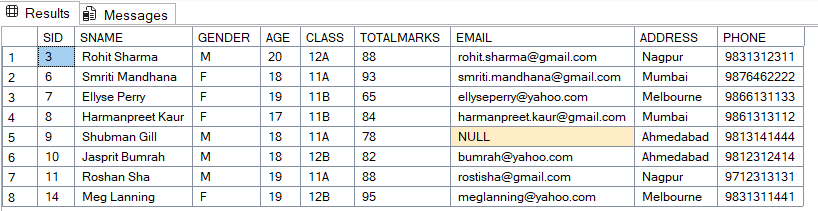 Results Messages
SID SNAME GENDER AGE CLASS TOTALMARKS EMAIL ADDRESS PHONE
1 3 Rohit Sharma M 20 12A 88 rohit.sharma@gmail.com Nagpur 9831312311
2 6 Smriti Mandhana F 18 11A 93 smriti.mandhana@gmail.com Mumbai 9876462222
3 7 Ellyse Perry F 19 11B 65 ellyseperry@yahoo.com Melbourne 9866131133
4 8 Harmanpreet Kaur F 17 11B 84 harmanpreet.kaur@gmail.com Mumbai 9861313112
5 9 Shubman Gill M 18 11A 78 NULL Ahmedabad 9813141444
6 10 Jasprit Bumrah M 18 12B 82 bumrah@yahoo.com Ahmedabad 9812312414
7 11 Roshan Sha M 19 11A 88 rostisha@gmail.com Nagpur 9712313131
8 14 Meg Lanning F 19 12B 95 meglanning@yahoo.com Melbourne 9831311441